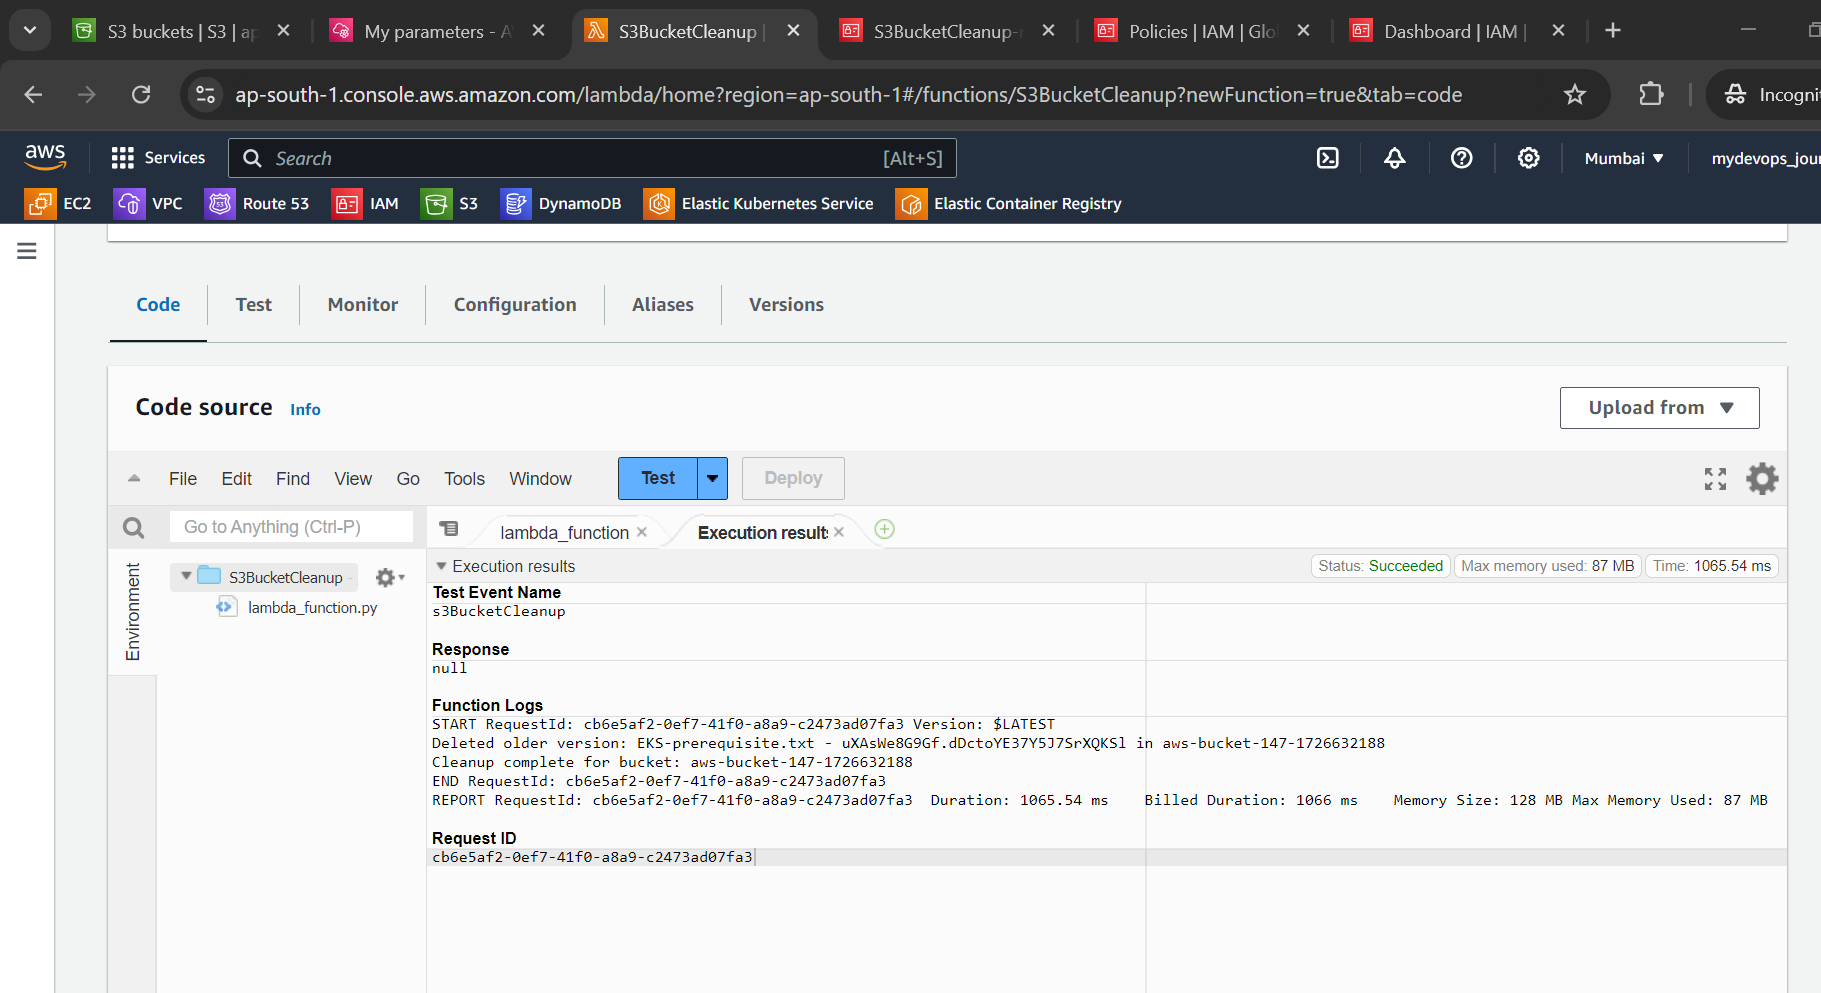 S3 buckets | S3 | ap
My parameters - A
S3BucketCleanup |
S3BucketCleanup-
Policies | IAM | Glo
Dashboard | IAM |
ap-south-1.console.aws.amazon.com/lambda/home?region=ap-south-1#/functions/S3BucketCleanup?newFunction=true&tab=code
Incogni
aws
Services
Search
[Alt+S]
Mumbai
mydevops_jou
EC2
VPC
Route 53
IAM
S3
DynamoDB
Elastic Kubernetes Service
Elastic Container Registry
Code
Test
Monitor
Configuration
Aliases
Versions
Code source
Info
Upload from
File
Edit
Find
View
Go
Tools
Window
Test
Deploy
Go to Anything (Ctrl-P)
lambda_function
Execution results
Environment
S3BucketCleanup -
lambda_function.py
Execution results
Status: Succeeded
Max memory used: 87 MB
Time: 1065.54 ms
Test Event Name
s3BucketCleanup
Response
null
Function Logs
START RequestId: cb6e5af2-0ef7-41f0-a8a9-c2473ad07fa3 Version: $LATEST
Deleted older version: EKS-prerequisite.txt - uXAsWe8G9Gf.dDctoYE37Y5J7SrXQKSl in aws-bucket-147-1726632188
Cleanup complete for bucket: aws-bucket-147-1726632188
END RequestId: cb6e5af2-0ef7-41f0-a8a9-c2473ad07fa3
REPORT RequestId: cb6e5af2-0ef7-41f0-a8a9-c2473ad07fa3 Duration: 1065.54 ms Billed Duration: 1066 ms Memory Size: 128 MB Max Memory Used: 87 MB
Request ID
cb6e5af2-0ef7-41f0-a8a9-c2473ad07fa3